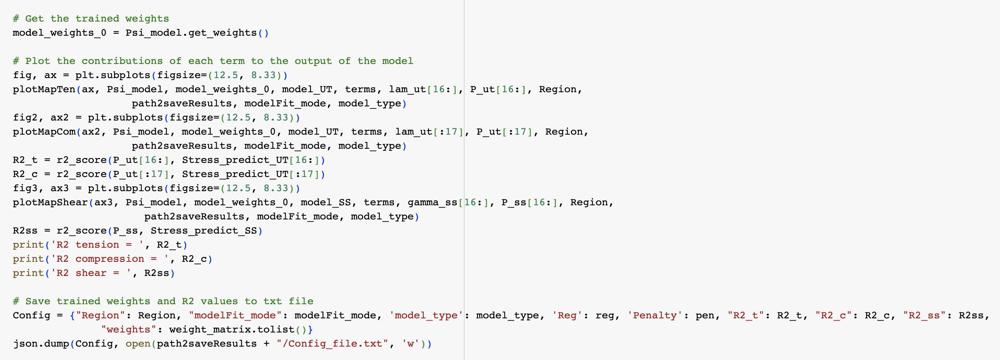 # Get the trained weights
model_weights_0 = Psi_model.get_weights()
# Plot the contributions of each term to the output of the model
fig, ax = plt.subplots(figsize=(12.5, 8.33))
plotMapTen(ax, Psi_model, model_weights_0, model_UT, terms, lam_ut[16:], P_ut[16:], Region,
                   path2saveResults, modelFit_mode, model_type)
fig2, ax2 = plt.subplots(figsize=(12.5, 8.33))
plotMapCom(ax2, Psi_model, model_weights_0, model_UT, terms, lam_ut[:17], P_ut[:17], Region,
                   path2saveResults, modelFit_mode, model_type)
R2_t = r2_score(P_ut[16:], Stress_predict_UT[16:])
R2_c = r2_score(P_ut[:17], Stress_predict_UT[:17])
fig3, ax3 = plt.subplots(figsize=(12.5, 8.33))
plotMapShear(ax3, Psi_model, model_weights_0, model_SS, terms, gamma_ss[16:], P_ss[16:], Region,
                     path2saveResults, modelFit_mode, model_type)
R2ss = r2_score(P_ss, Stress_predict_SS)
print('R2 tension = ', R2_t)
print('R2 compression = ', R2_c)
print('R2 shear = ', R2ss)
# Save trained weights and R2 values to txt file
Config = {"Region": Region, "modelFit_mode": modelFit_mode, 'model_type': model_type, 'Reg': reg, 'Penalty': pen, "R2_t": R2_t, "R2_c": R2_c, "R2_ss": R2ss,
              "weights": weight_matrix.tolist()}
json.dump(Config, open(path2saveResults + "/Config_file.txt", 'w'))